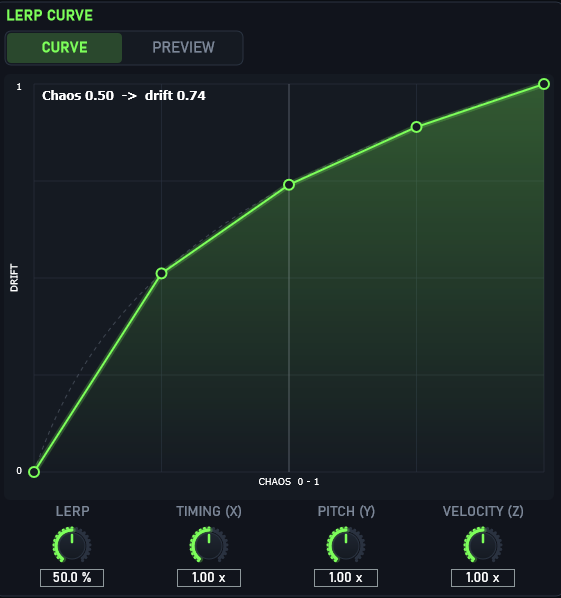 LERP CURVE
CURVE PREVIEW
1
Chaos 0.50 -> drift 0.74
DRIFT
0
CHAOS 0 - 1
LERP TIMING (X) PITCH (Y) VELOCITY (Z)
50.0 % 1.00 x 1.00 x 1.00 x